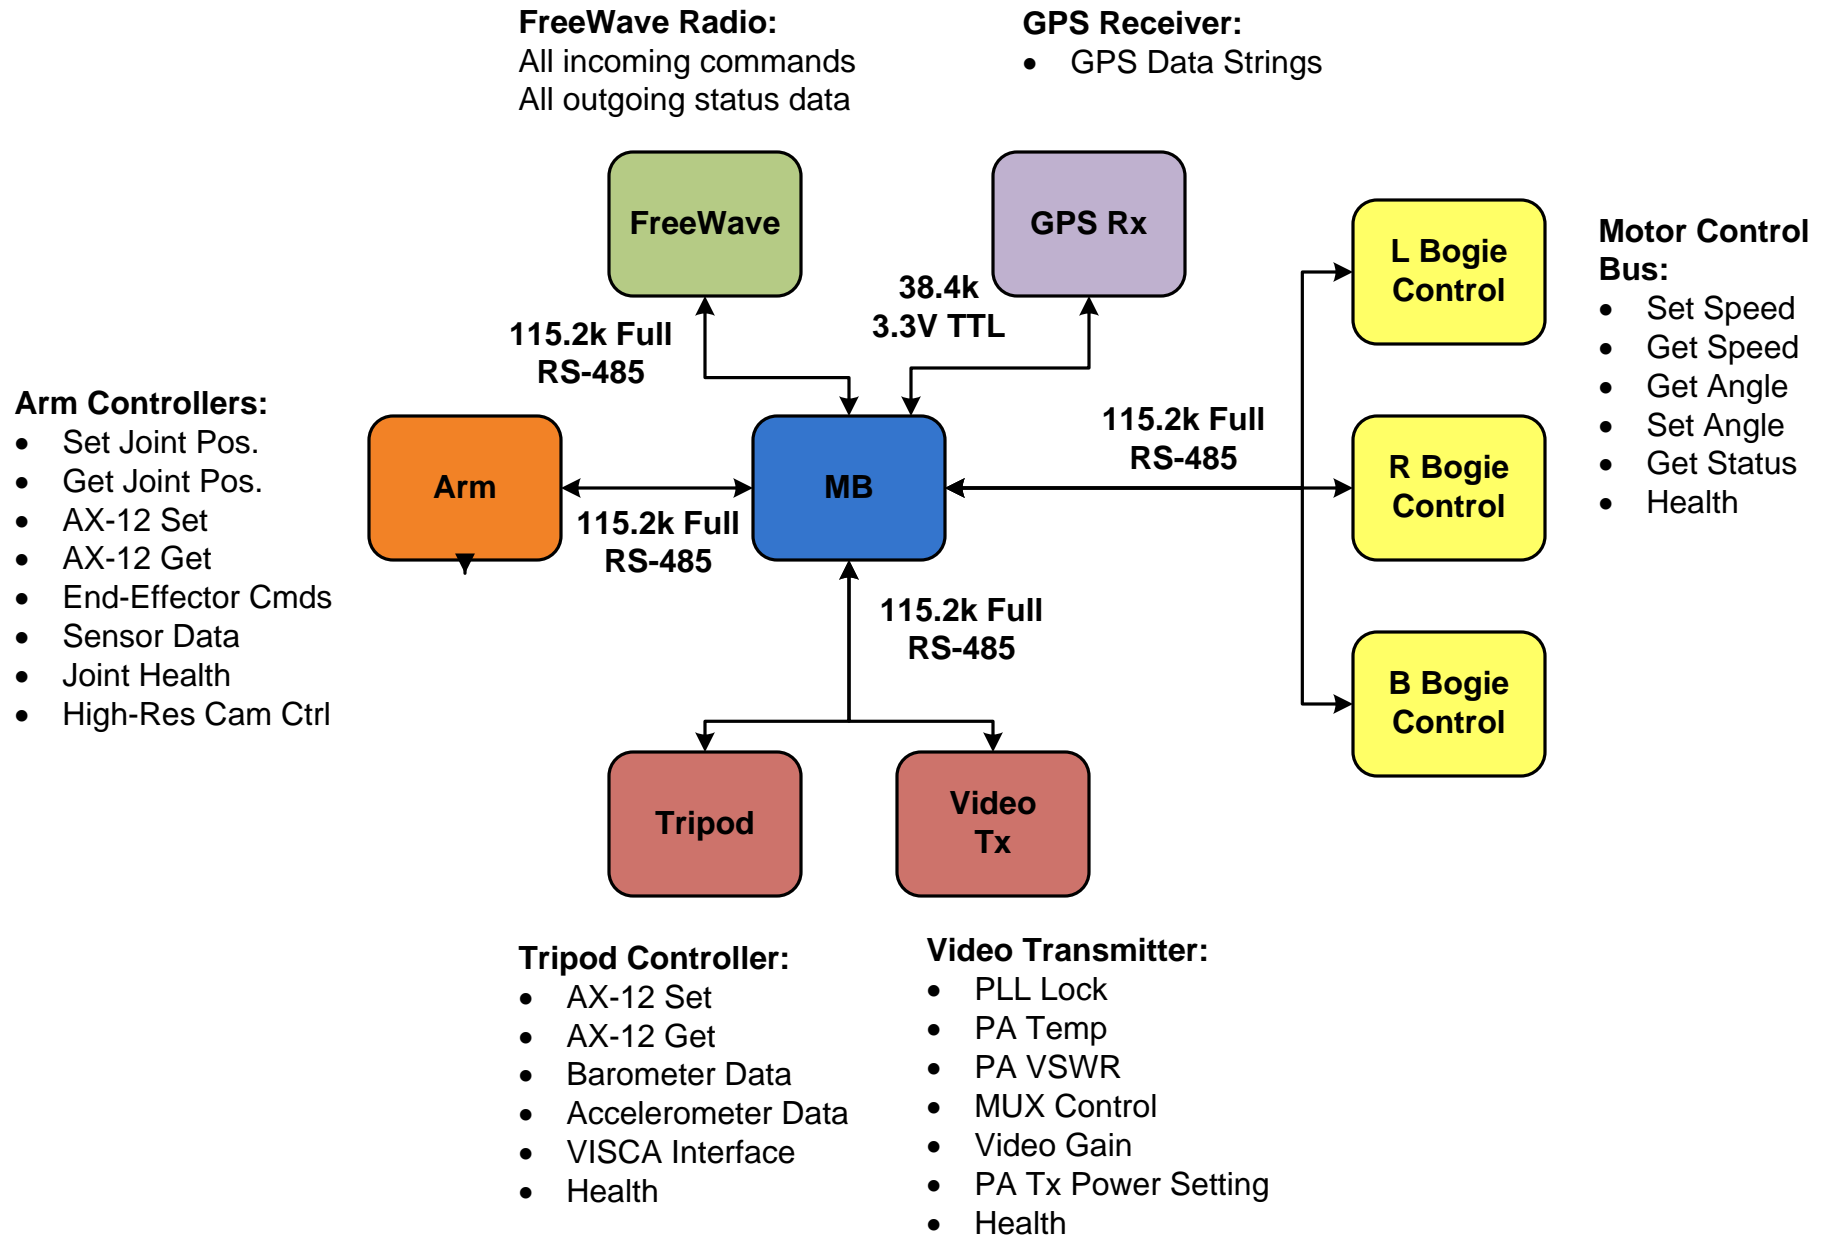 FreeWave Radio:
All incoming commands
All outgoing status data
GPS Receiver:
• GPS Data Strings
FreeWave
GPS Rx
L Bogie
Control
Motor Control
Bus:
• Set Speed
• Get Speed
• Get Angle
• Set Angle
• Get Status
• Health
38.4k
3.3V TTL
115.2k Full
RS-485
Arm Controllers:
• Set Joint Pos.
• Get Joint Pos.
• AX-12 Set
• AX-12 Get
• End-Effector Cmds
• Sensor Data
• Joint Health
• High-Res Cam Ctrl
Arm
115.2k Full
RS-485
MB
115.2k Full
RS-485
R Bogie
Control
115.2k Full
RS-485
B Bogie
Control
Tripod
Video
Tx
Tripod Controller:
• AX-12 Set
• AX-12 Get
• Barometer Data
• Accelerometer Data
• VISCA Interface
• Health
Video Transmitter:
• PLL Lock
• PA Temp
• PA VSWR
• MUX Control
• Video Gain
• PA Tx Power Setting
• Health